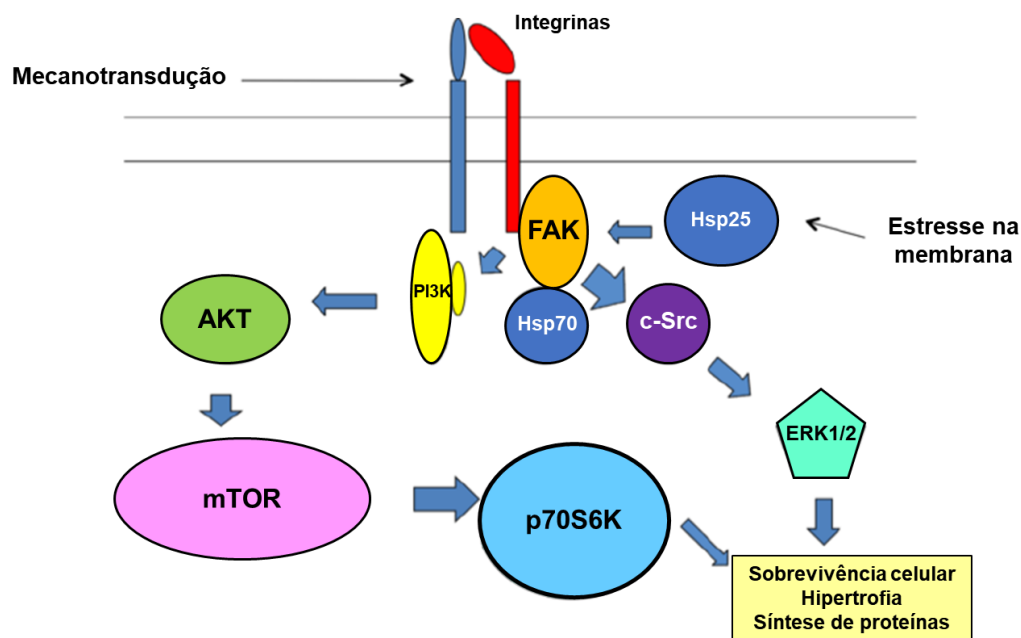 Integrinas
Mecanotransdução
FAK
Hsp25
Estresse na
membrana
PI3K
AKT
Hsp70
c-Src
ERK1/2
mTOR
p70S6K
Sobrevivência celular
Hipertrofia
Síntese de proteínas